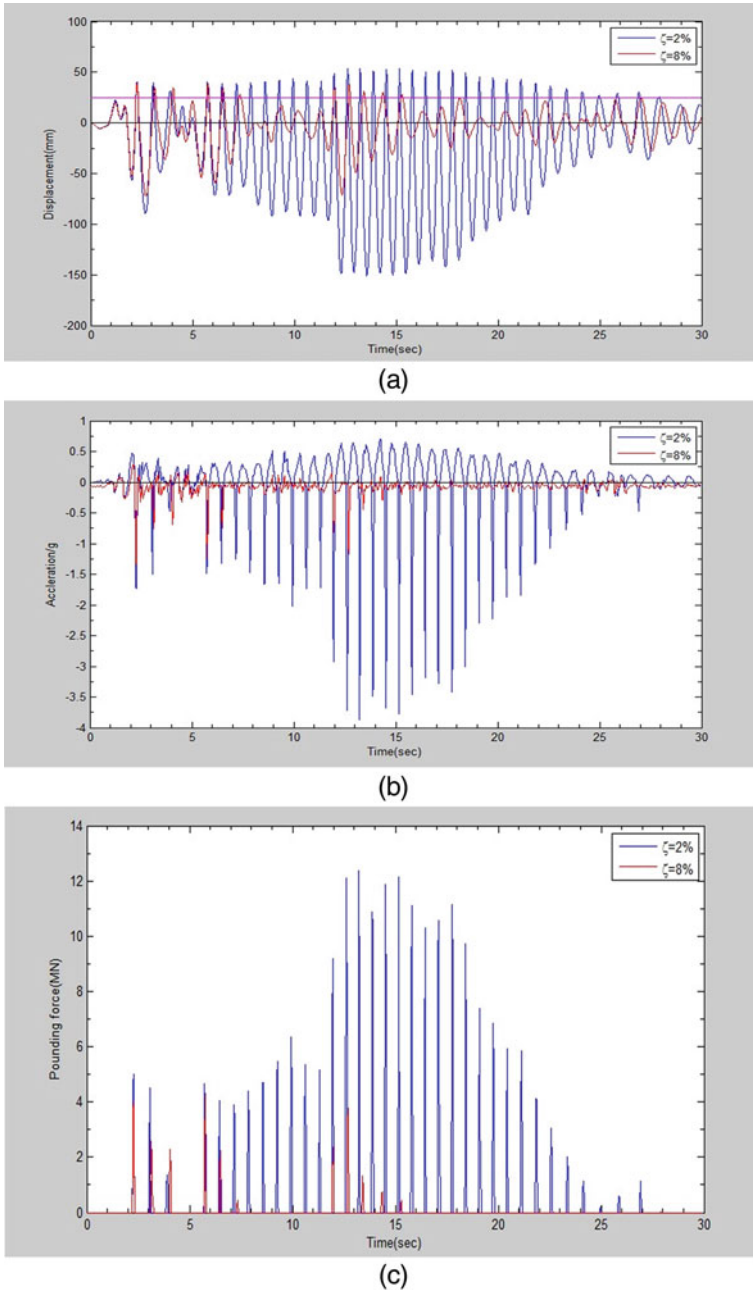 100
50
0
-50
-100
-150
-200
Displacement(mm)
ζ=2%
ζ=8%
0 5 10 15 20 25 30
Time(sec)
(a)
1
0.5
0
-0.5
-1
-1.5
-2
-2.5
-3
-3.5
-4
Accleration/g
ζ=2%
ζ=8%
0 5 10 15 20 25 30
Time(sec)
(b)
14
12
10
8
6
4
2
0
Pounding force(MN)
ζ=2%
ζ=8%
0 5 10 15 20 25 30
Time(sec)
(c)